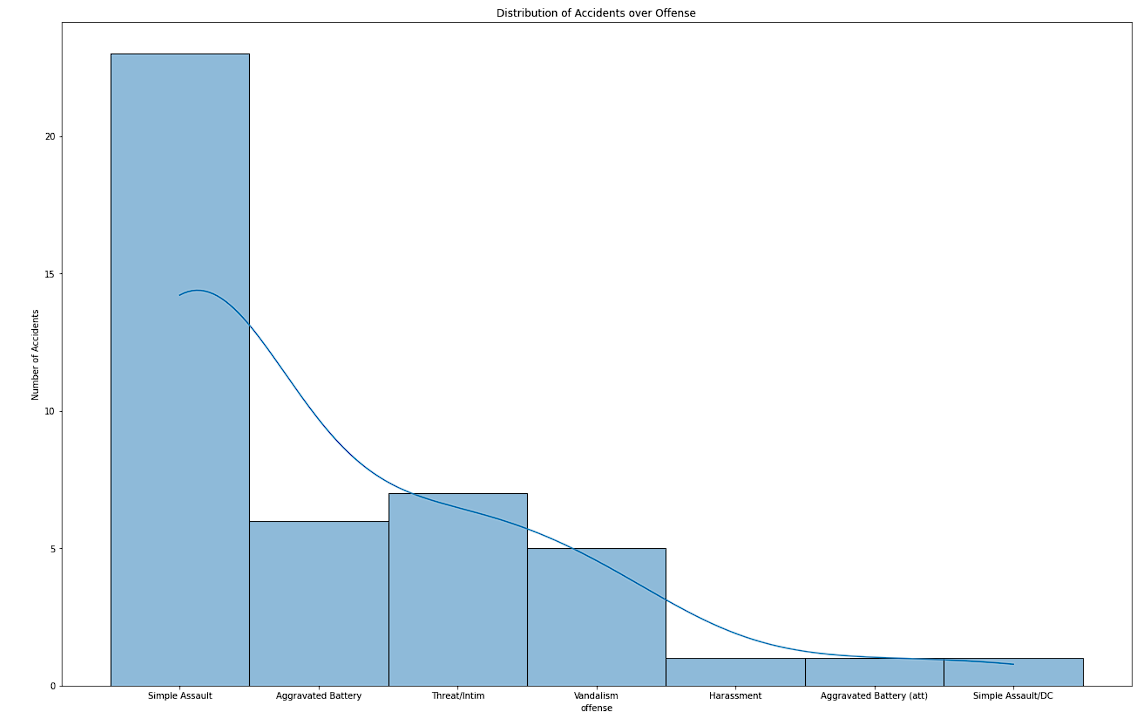 Distribution of Accidents over Offense
Number of Accidents
20
15
10
5
0
Simple Assault Aggravated Battery Threat/Intim Vandalism Harassment Aggravated Battery (att) Simple Assault/DC
offense